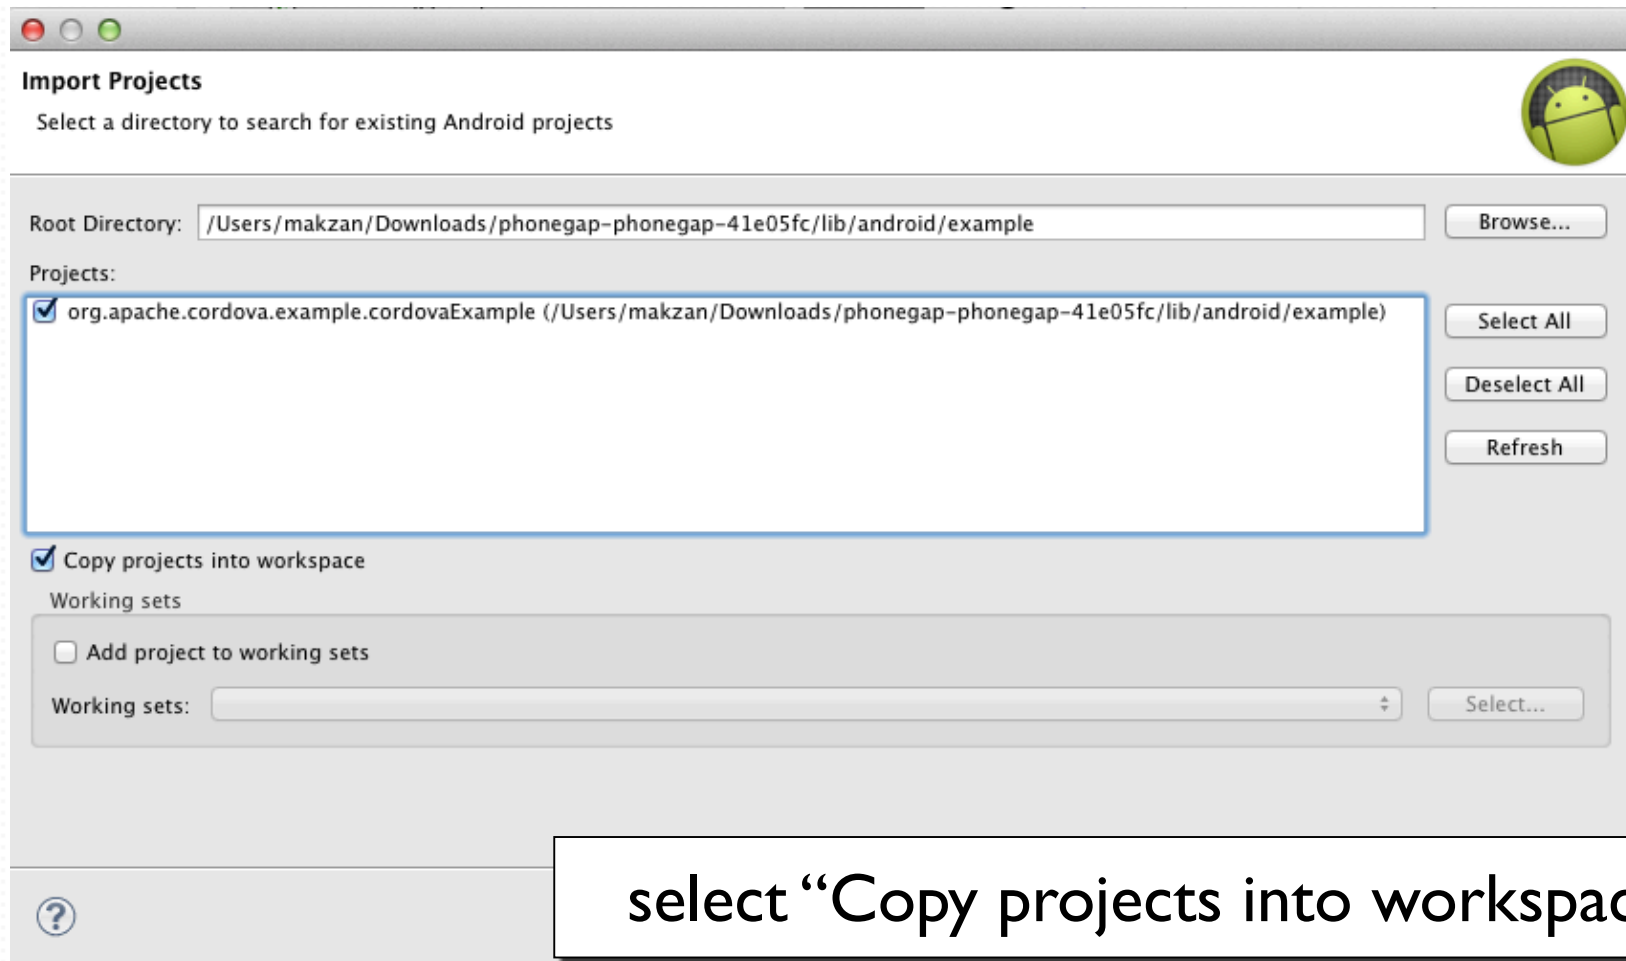 Import Projects
Select a directory to search for existing Android projects
Root Directory: /Users/makzan/Downloads/phonegap-phonegap-41e05fc/lib/android/example Browse...
Projects:
org.apache.cordova.example.cordovaExample (/Users/makzan/Downloads/phonegap-phonegap-41e05fc/lib/android/example)
Select All
Deselect All
Refresh
Copy projects into workspace
Working sets
Add project to working sets
Working sets: Select...
select “Copy projects into